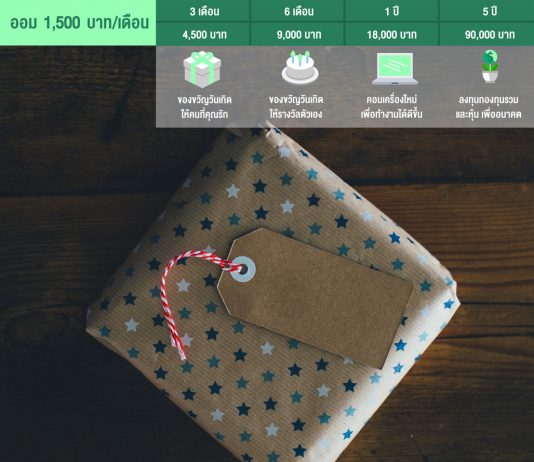 ออม 1,500 บาท/เดือน
3 เดือน 6 เดือน 1 ปี 5 ปี
4,500 บาท 9,000 บาท 18,000 บาท 90,000 บาท
ของขวัญวันเกิด
ให้คนที่คุณรัก
ของขวัญวันเกิด
ให้รางวัลตัวเอง
คอมเครื่องใหม่
เพื่อทำงานได้ดีขึ้น
ลงทุนกองทุนรวม
และหุ้น เพื่ออนาคต